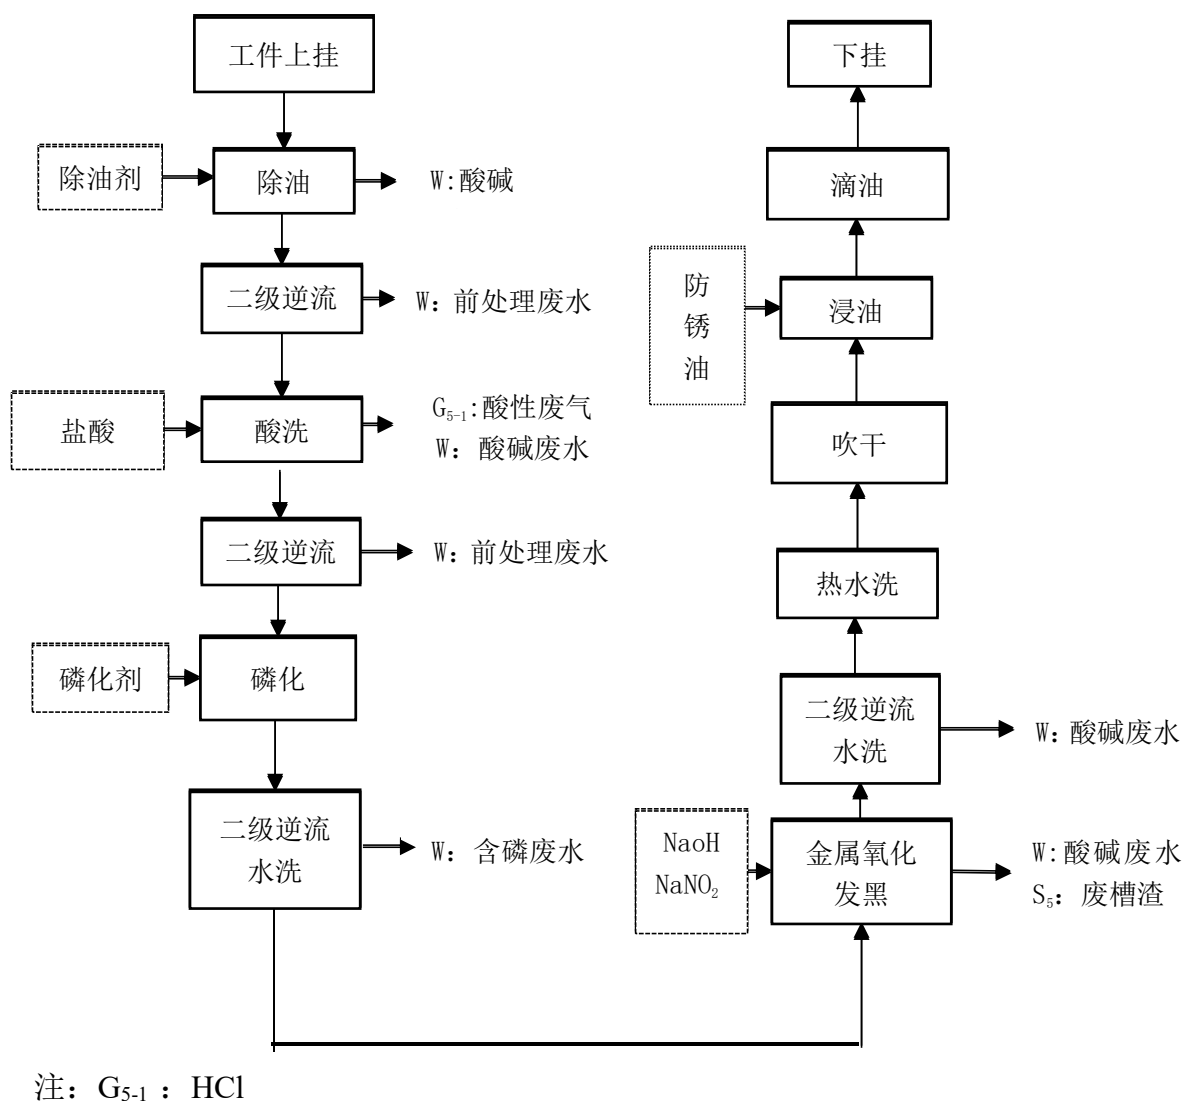 工件上挂
除油剂
除油
W:酸碱
二级逆流
W：前处理废水
盐酸
酸洗
G5-1:酸性废气
W：酸碱废水
二级逆流
W：前处理废水
磷化剂
磷化
二级逆流
水洗
W：含磷废水
下挂
滴油
防
锈
油
浸油
吹干
热水洗
二级逆流
水洗
W：酸碱废水
NaoH
NaNO2
金属氧化
发黑
W:酸碱废水
S5：废槽渣
注：G5-1 ：HCl